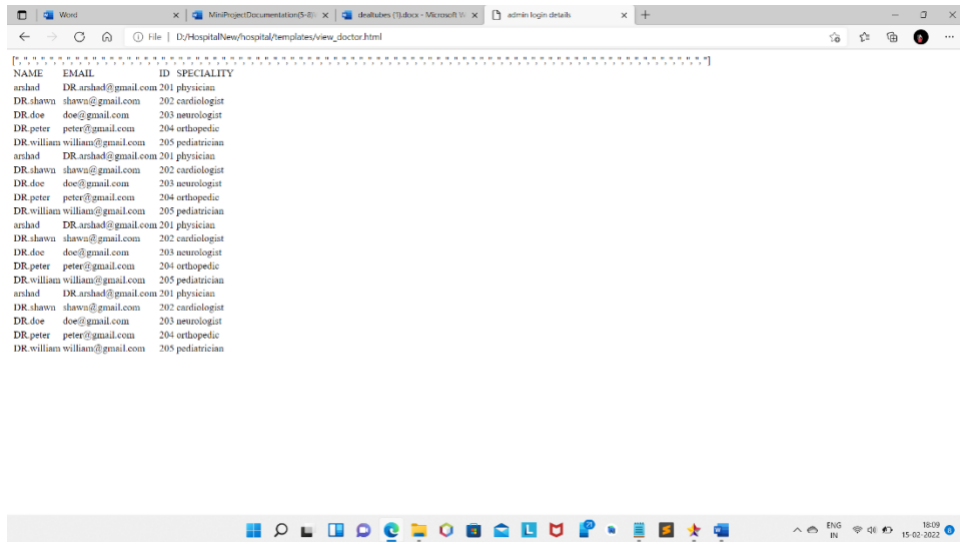 Word
MiniProjectDocumentation(5-8)(
dealtubes (1).docx - Microsoft W
admin login details
File | D:/HospitalNew/hospital/templates/view_doctor.html
NAME EMAIL ID SPECIALITY
arshad DR.arshad@gmail.com 201 physician
DR.shawn shawn@gmail.com 202 cardiologist
DR.doe doe@gmail.com 203 neurologist
DR.peter peter@gmail.com 204 orthopedic
DR.william william@gmail.com 205 pediatrician
arshad DR.arshad@gmail.com 201 physician
DR.shawn shawn@gmail.com 202 cardiologist
DR.doe doe@gmail.com 203 neurologist
DR.peter peter@gmail.com 204 orthopedic
DR.william william@gmail.com 205 pediatrician
arshad DR.arshad@gmail.com 201 physician
DR.shawn shawn@gmail.com 202 cardiologist
DR.doe doe@gmail.com 203 neurologist
DR.peter peter@gmail.com 204 orthopedic
DR.william william@gmail.com 205 pediatrician
arshad DR.arshad@gmail.com 201 physician
DR.shawn shawn@gmail.com 202 cardiologist
DR.doe doe@gmail.com 203 neurologist
DR.peter peter@gmail.com 204 orthopedic
DR.william william@gmail.com 205 pediatrician
ENG
IN
18:09
15-02-2022